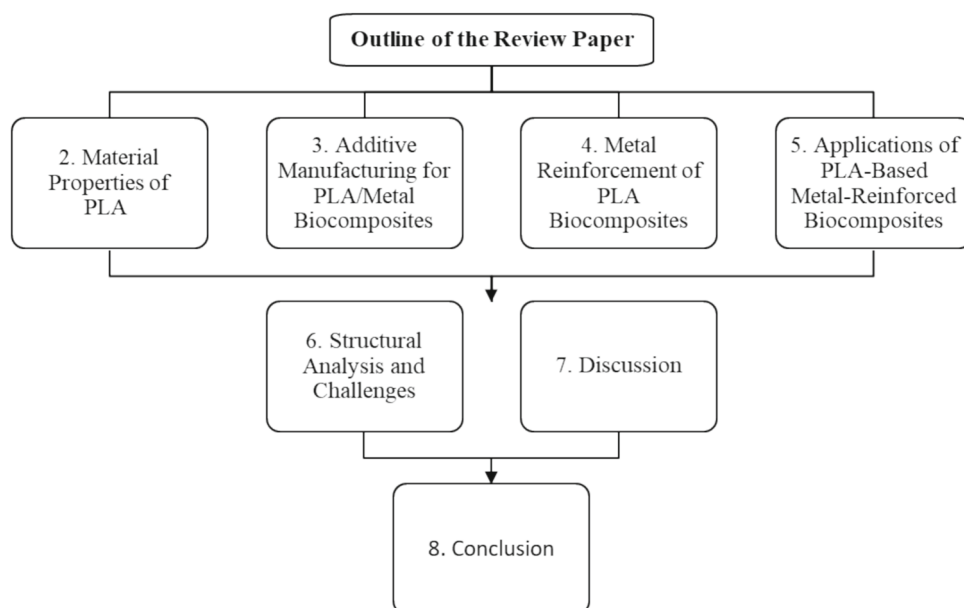 Outline of the Review Paper
2. Material
Properties of
PLA
3. Additive
Manufacturing for
PLA/Metal
Biocomposites
4. Metal
Reinforcement of
PLA
Biocomposites
5. Applications of
PLA-Based
Metal-Reinforced
Biocomposites
6. Structural
Analysis and
Challenges
7. Discussion
8. Conclusion